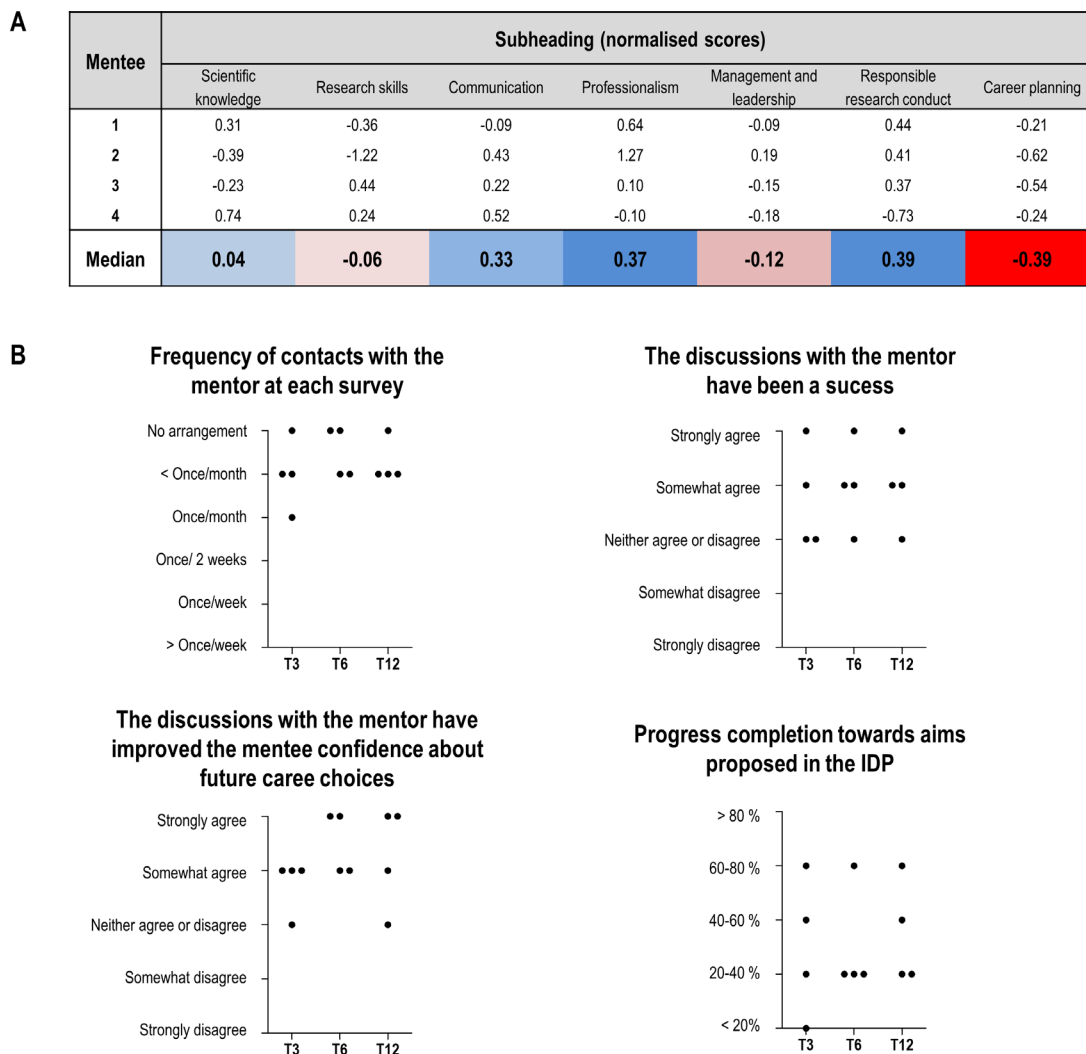 A
Mentee
Subheading (normalised scores)
Scientific
knowledge
Research skills
Communication
Professionalism
Management and
leadership
Responsible
research conduct
Career planning
1 0.31 -0.36 -0.09 0.64 -0.09 0.44 -0.21
2 -0.39 -1.22 0.43 1.27 0.19 0.41 -0.62
3 -0.23 0.44 0.22 0.10 -0.15 0.37 -0.54
4 0.74 0.24 0.52 -0.10 -0.18 -0.73 -0.24
Median 0.04 -0.06 0.33 0.37 -0.12 0.39 -0.39
B
Frequency of contacts with the
mentor at each survey
No arrangement
< Once/month
Once/month
Once/ 2 weeks
Once/week
> Once/week
T3 T6 T12
The discussions with the mentor
have been a sucess
Strongly agree
Somewhat agree
Neither agree or disagree
Somewhat disagree
Strongly disagree
T3 T6 T12
The discussions with the mentor have
improved the mentee confidence about
future caree choices
Strongly agree
Somewhat agree
Neither agree or disagree
Somewhat disagree
Strongly disagree
T3 T6 T12
Progress completion towards aims
proposed in the IDP
> 80 %
60-80 %
40-60 %
20-40 %
< 20%
T3 T6 T12